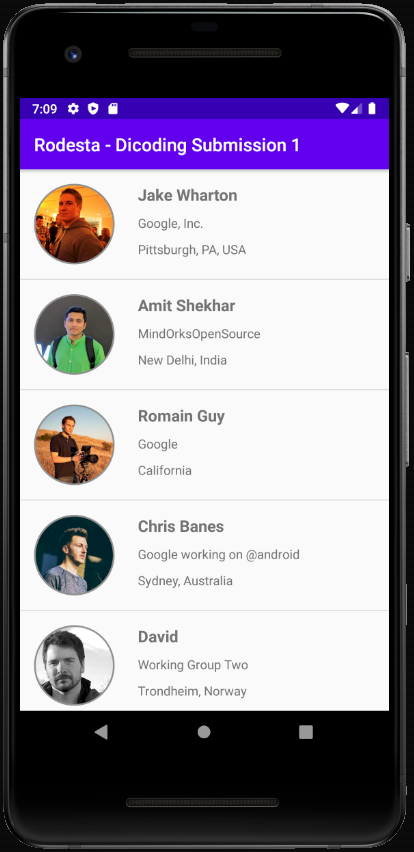 7:09
Rodesta - Dicoding Submission 1
Jake Wharton
Google, Inc.
Pittsburgh, PA, USA
Amit Shekhar
MindOrksOpenSource
New Delhi, India
Romain Guy
Google
California
Chris Banes
Google working on @android
Sydney, Australia
David
Working Group Two
Trondheim, Norway